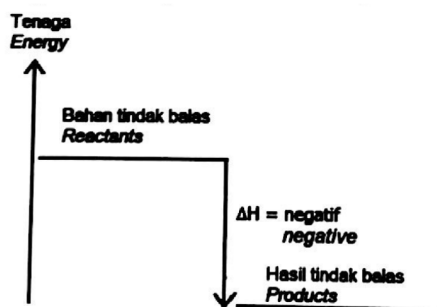 Tenaga
Energy
Bahan tindak balas
Reactants
ΔH = negatif
negative
Hasil tindak balas
Products